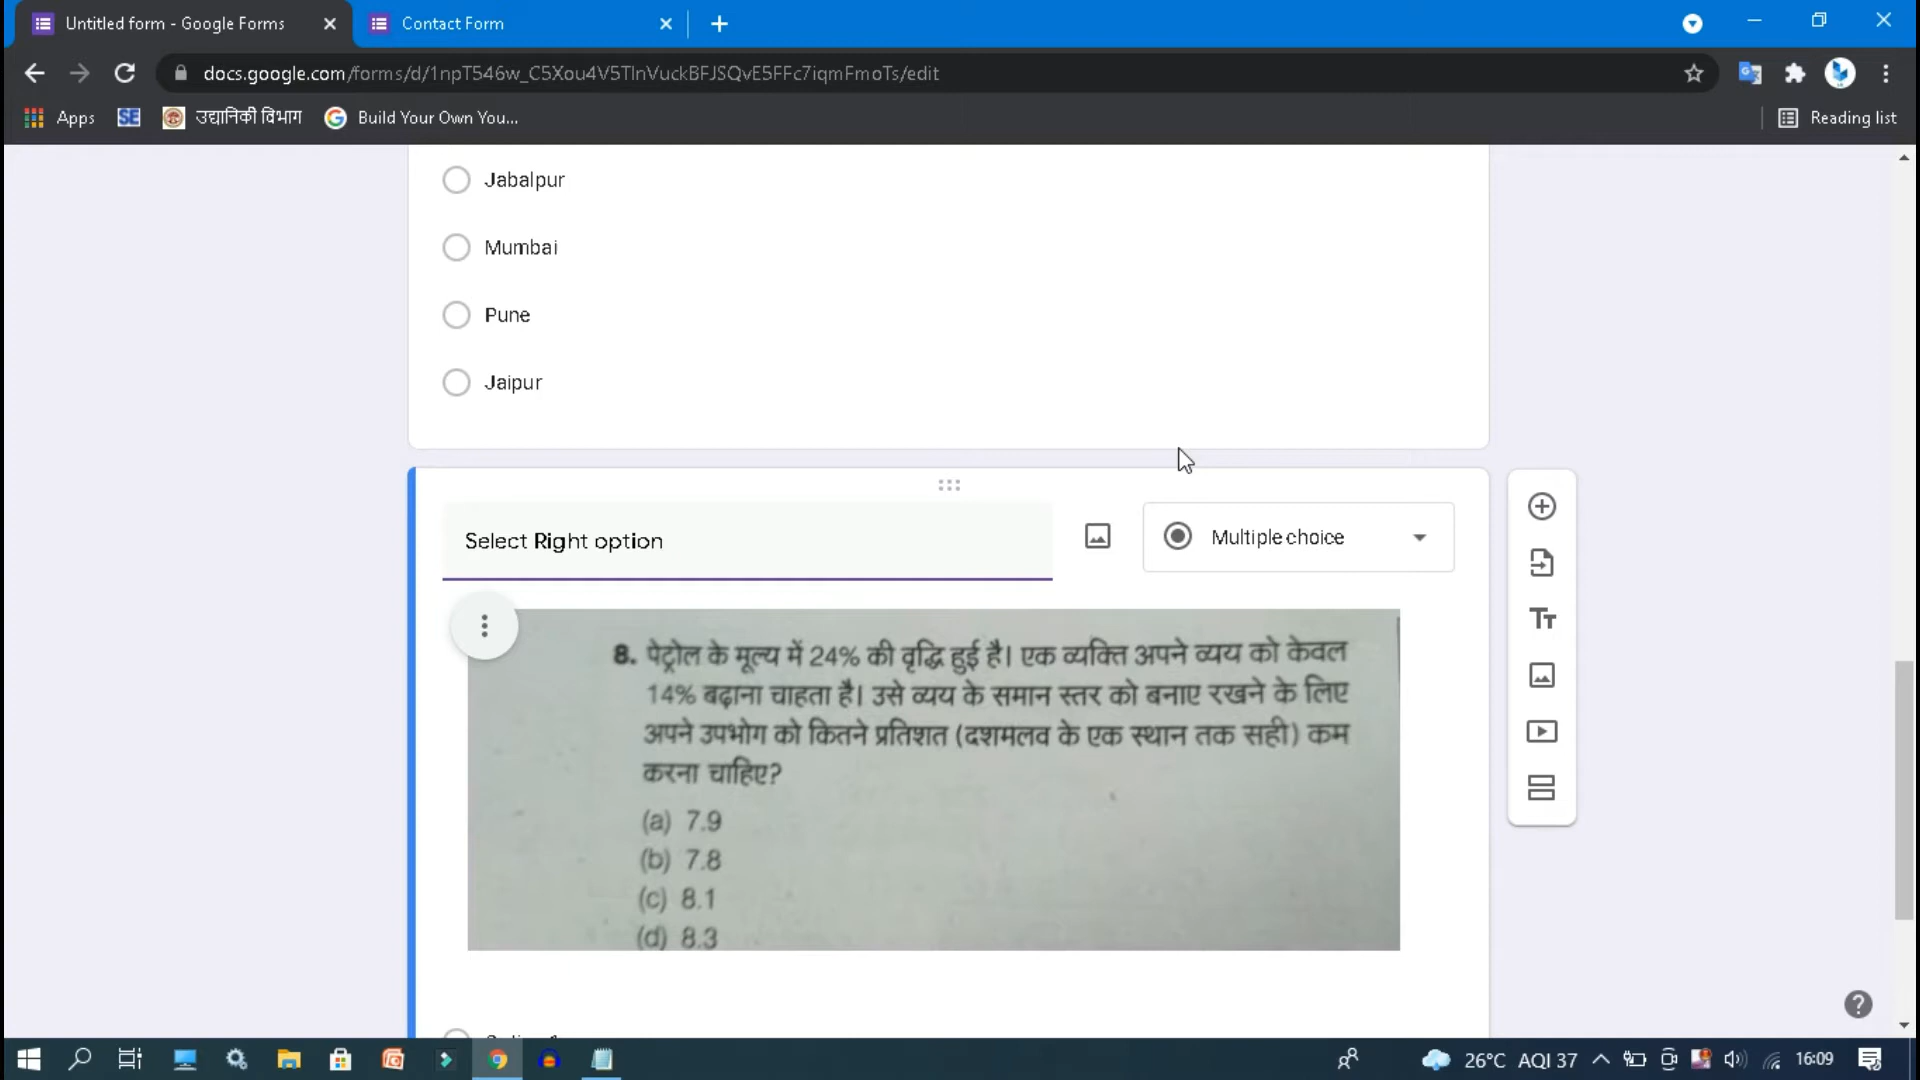 Untitled form - Google Forms
Contact Form
docs.google.com/forms/d/1npT546w_C5Xou4V5TlnVuckBFJSQvE5FFc7iqmFmoTs/edit
Apps
SE
उद्यानिकी विभाग
Build Your Own You...
Reading list
Jabalpur
Mumbai
Pune
Jaipur
Select Right option
Multiple choice
8. पेट्रोल के मूल्य में 24% की वृद्धि हुई है। एक व्यक्ति अपने व्यय को केवल
14% बढ़ाना चाहता है। उसे व्यय के समान स्तर को बनाए रखने के लिए
अपने उपभोग को कितने प्रतिशत (दशमलव के एक स्थान तक सही) कम
करना चाहिए?
(a) 7.9
(b) 7.8
(c) 8.1
(d) 8.3
26°C AQI 37
16:09